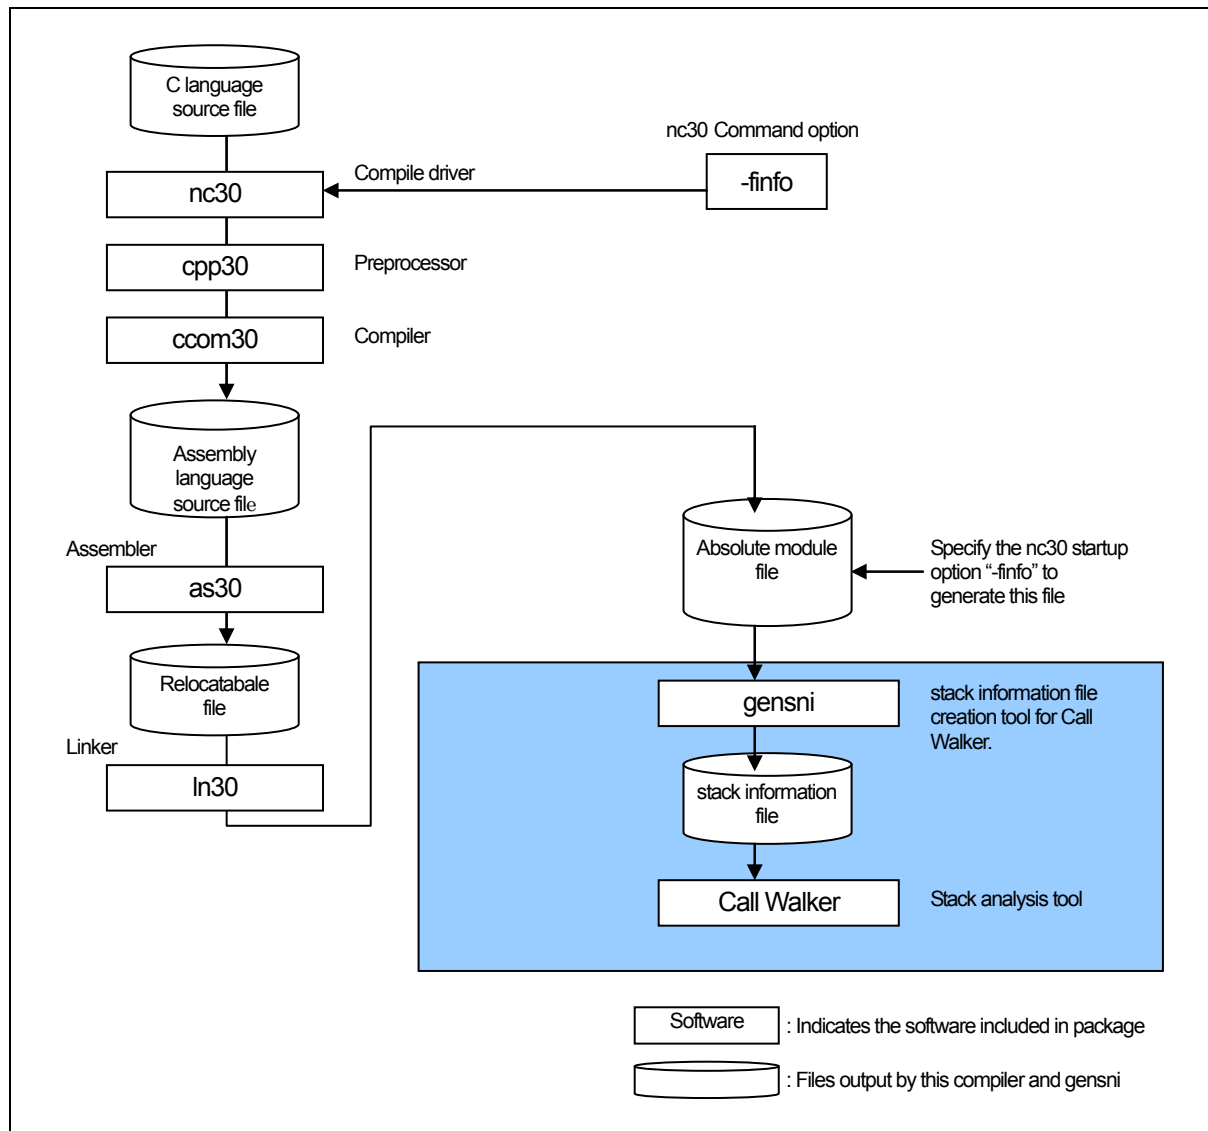 C language
source file
nc30 Command option
nc30
Compile driver
-finfo
cpp30
Preprocessor
ccom30
Compiler
Assembly
language
source file
Assembler
as30
Relocatabale
file
Linker
ln30
Absolute module
file
Specify the nc30 startup
option “-finfo” to
generate this file
gensni
stack information file
creation tool for Call
Walker.
stack information
file
Call Walker
Stack analysis tool
Software
: Indicates the software included in package
: Files output by this compiler and gensni